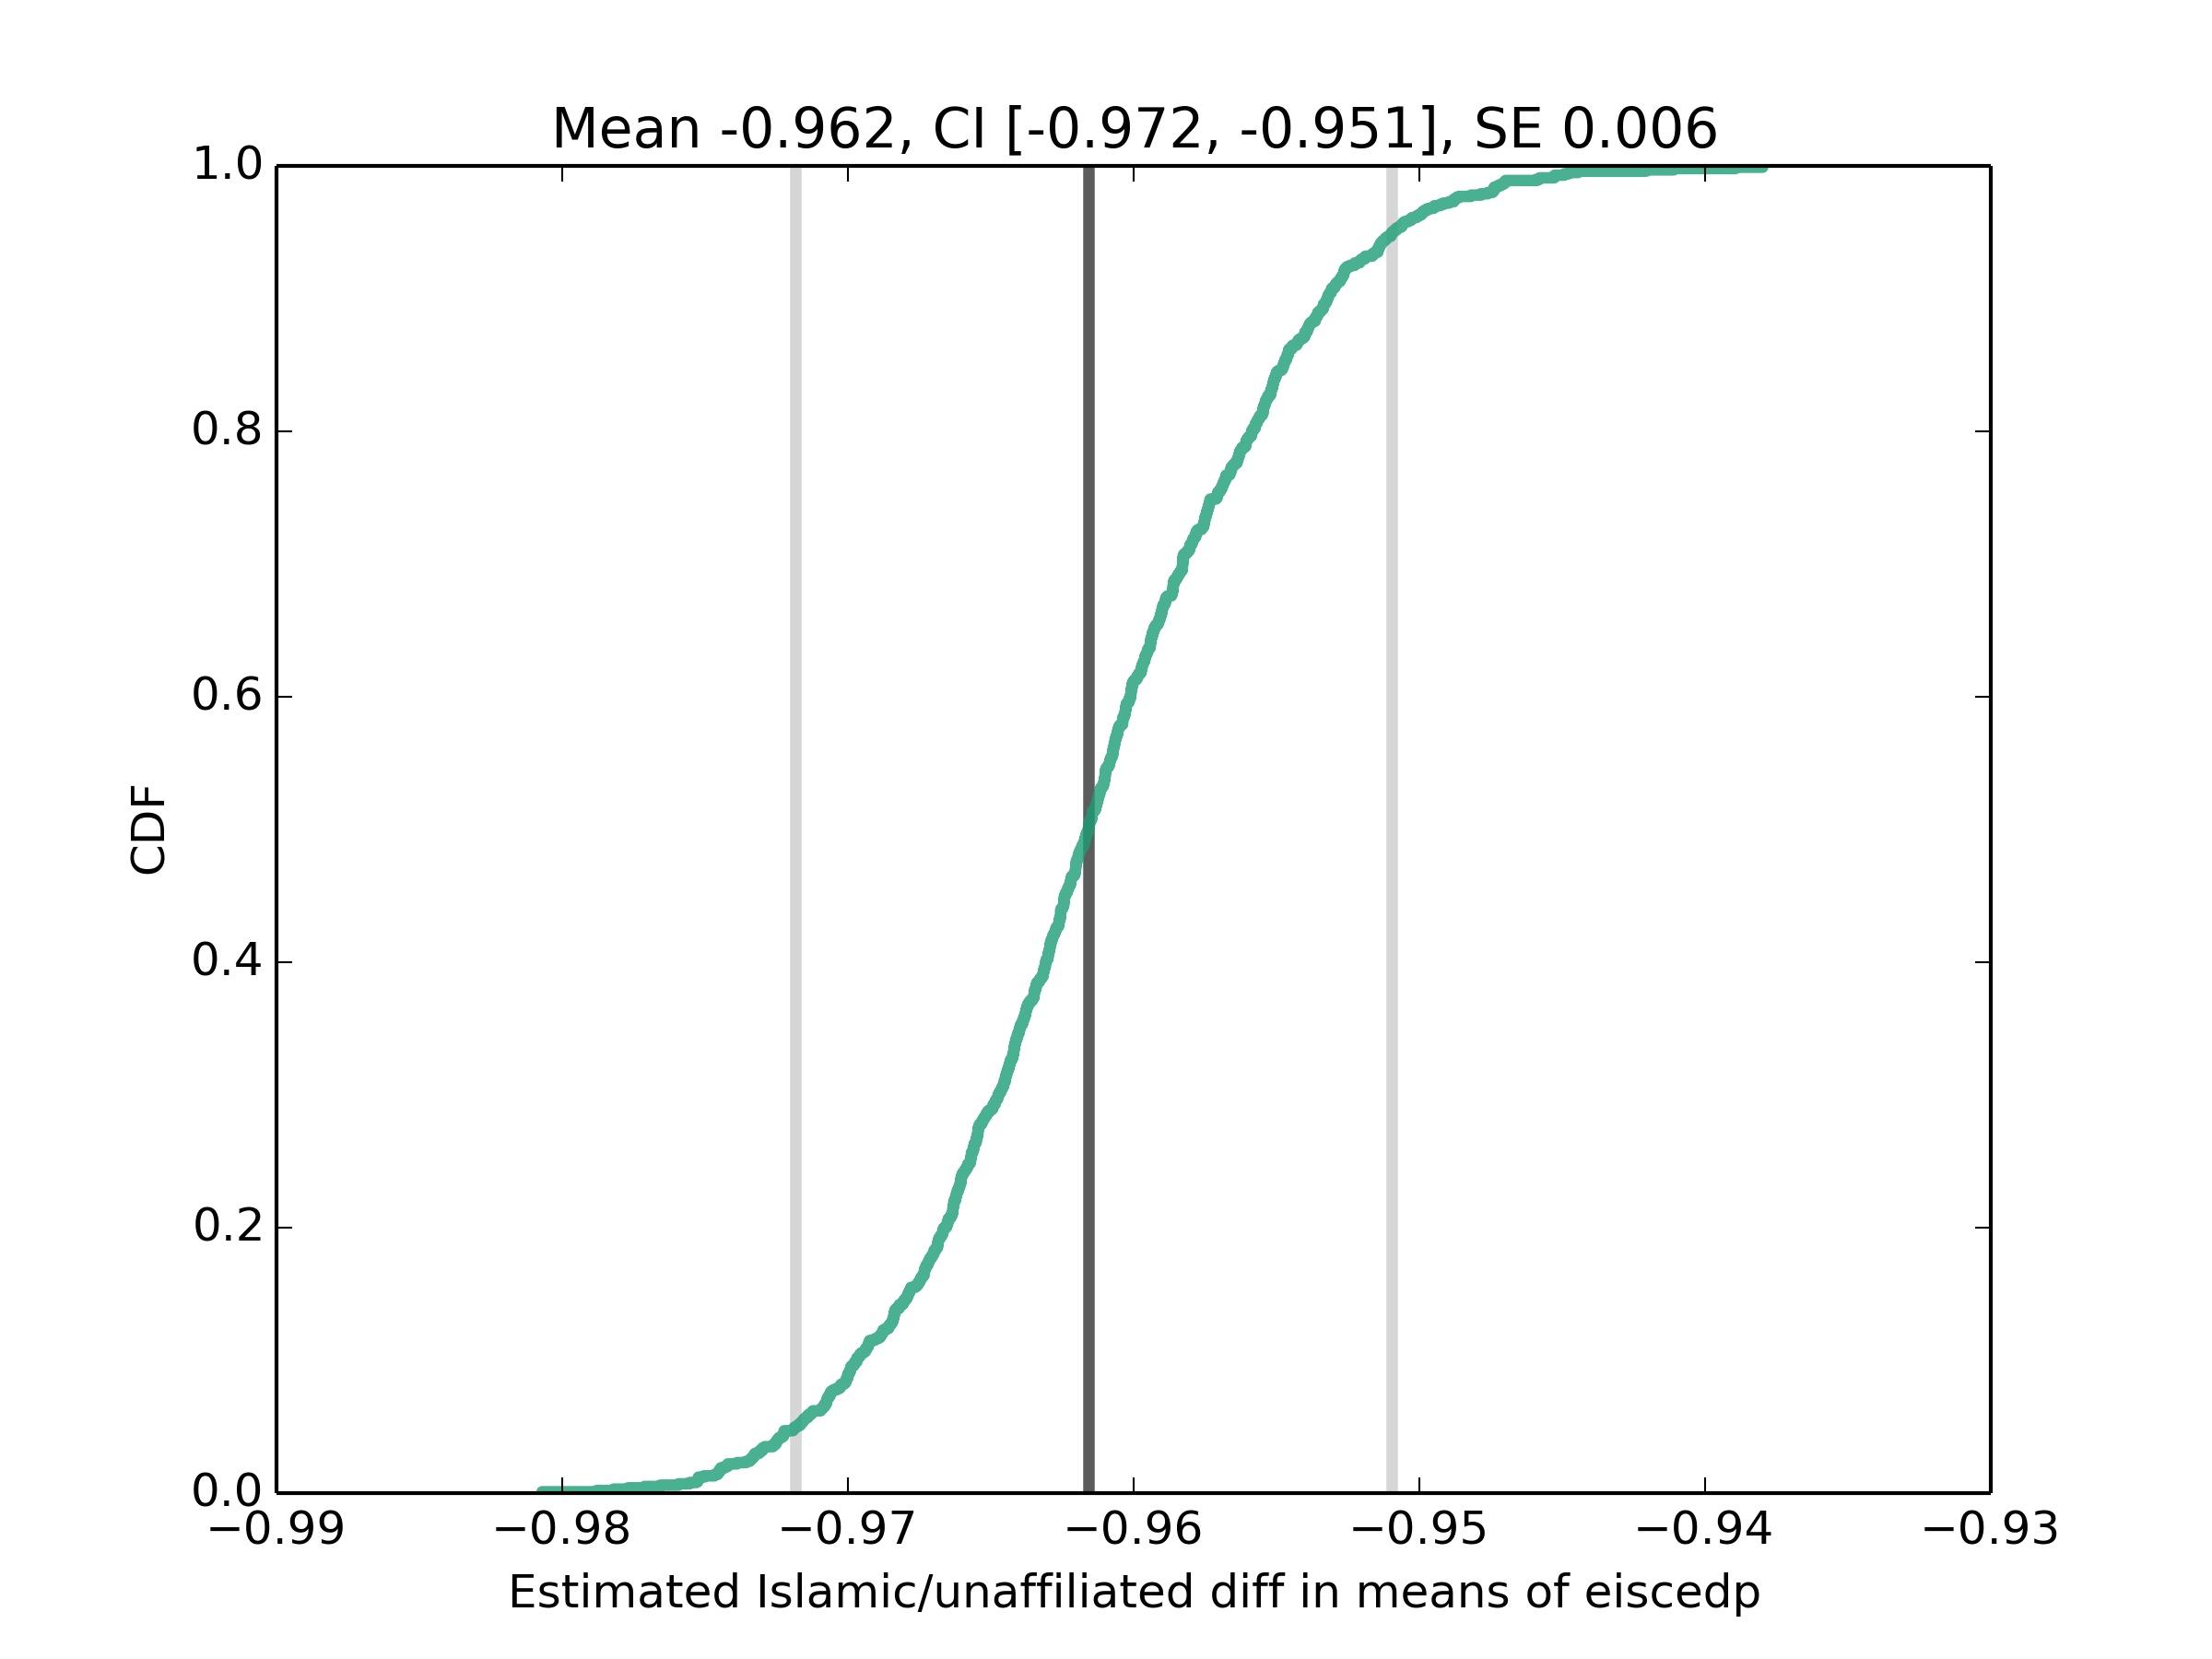 Mean -0.962, CI [-0.972, -0.951], SE 0.006
1.0
0.8
0.6
0.4
0.2
0.0
CDF
−0.99 −0.98 −0.97 −0.96 −0.95 −0.94 −0.93
Estimated Islamic/unaffiliated diff in means of eiscedp